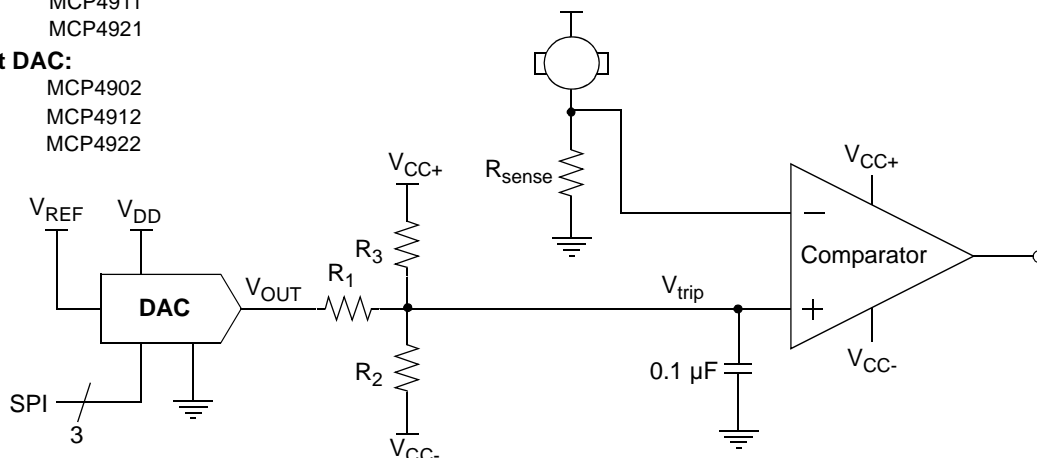 MCP4911
MCP4921
t DAC:
MCP4902
MCP4912
MCP4922
VCC+
Rsense
VCC+
VREF
VDD
R3
Comparator
R1
VOUT
Vtrip
DAC
R2
0.1 µF
VCC-
SPI
3
VCC-